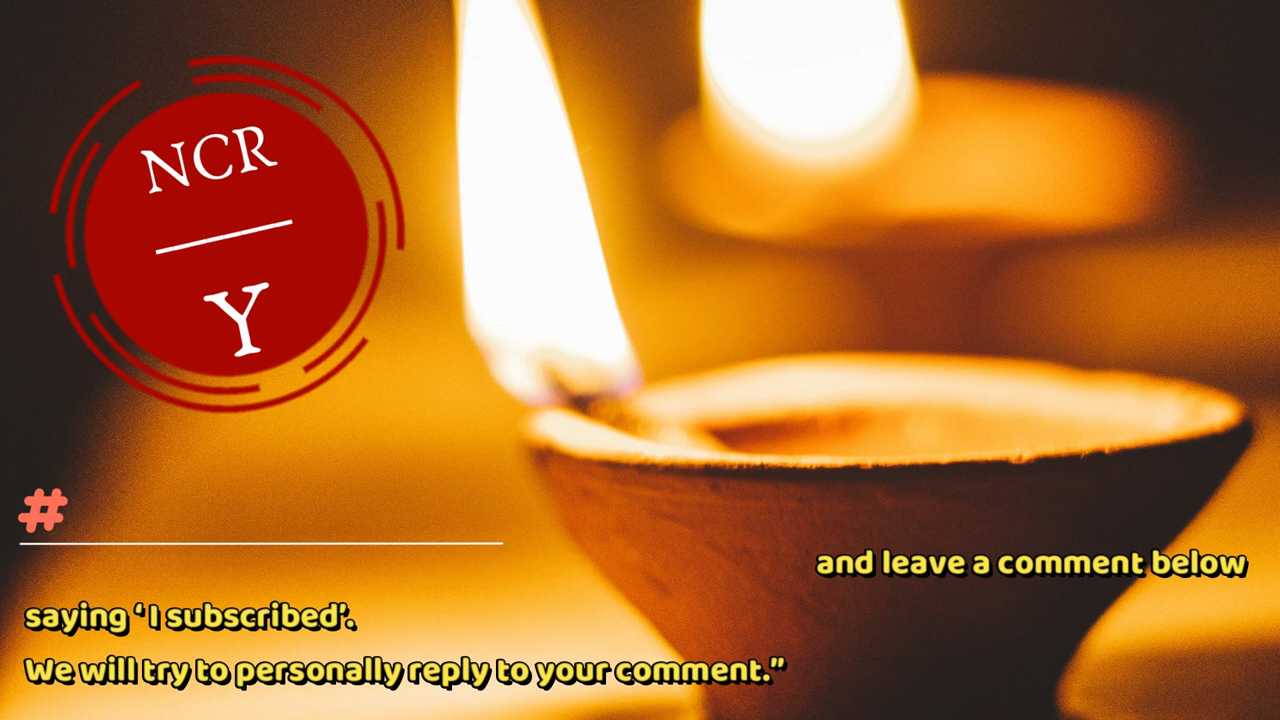 NCR
Y
#
and leave a comment below
saying ‘ I subscribed’.
We will try to personally reply to your comment.”